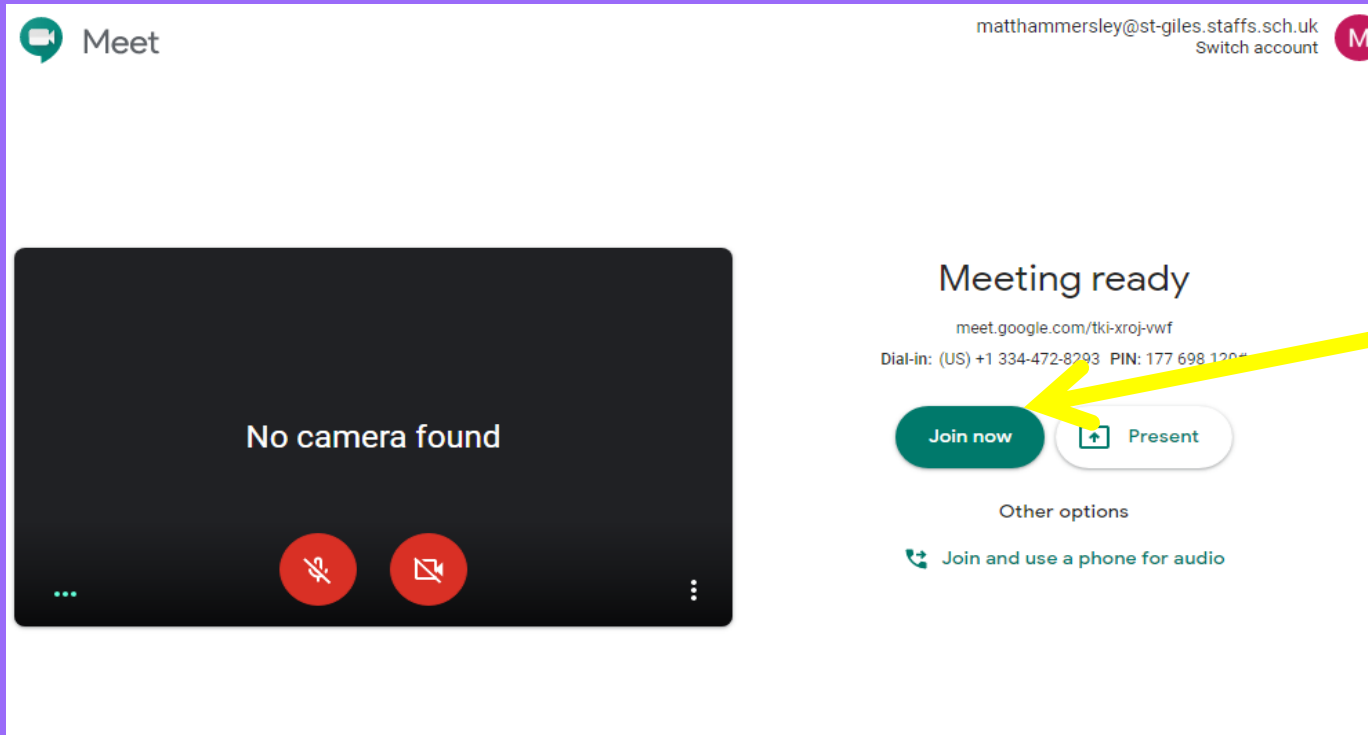 Meet
matthammersley@st-giles.staffs.sch.uk
Switch account
M
No camera found
Meeting ready
meet.google.com/tki-xroj-vwf
Dial-in: (US) +1 334-472-8293 PIN: 177 698 120#
Join now
Present
Other options
Join and use a phone for audio